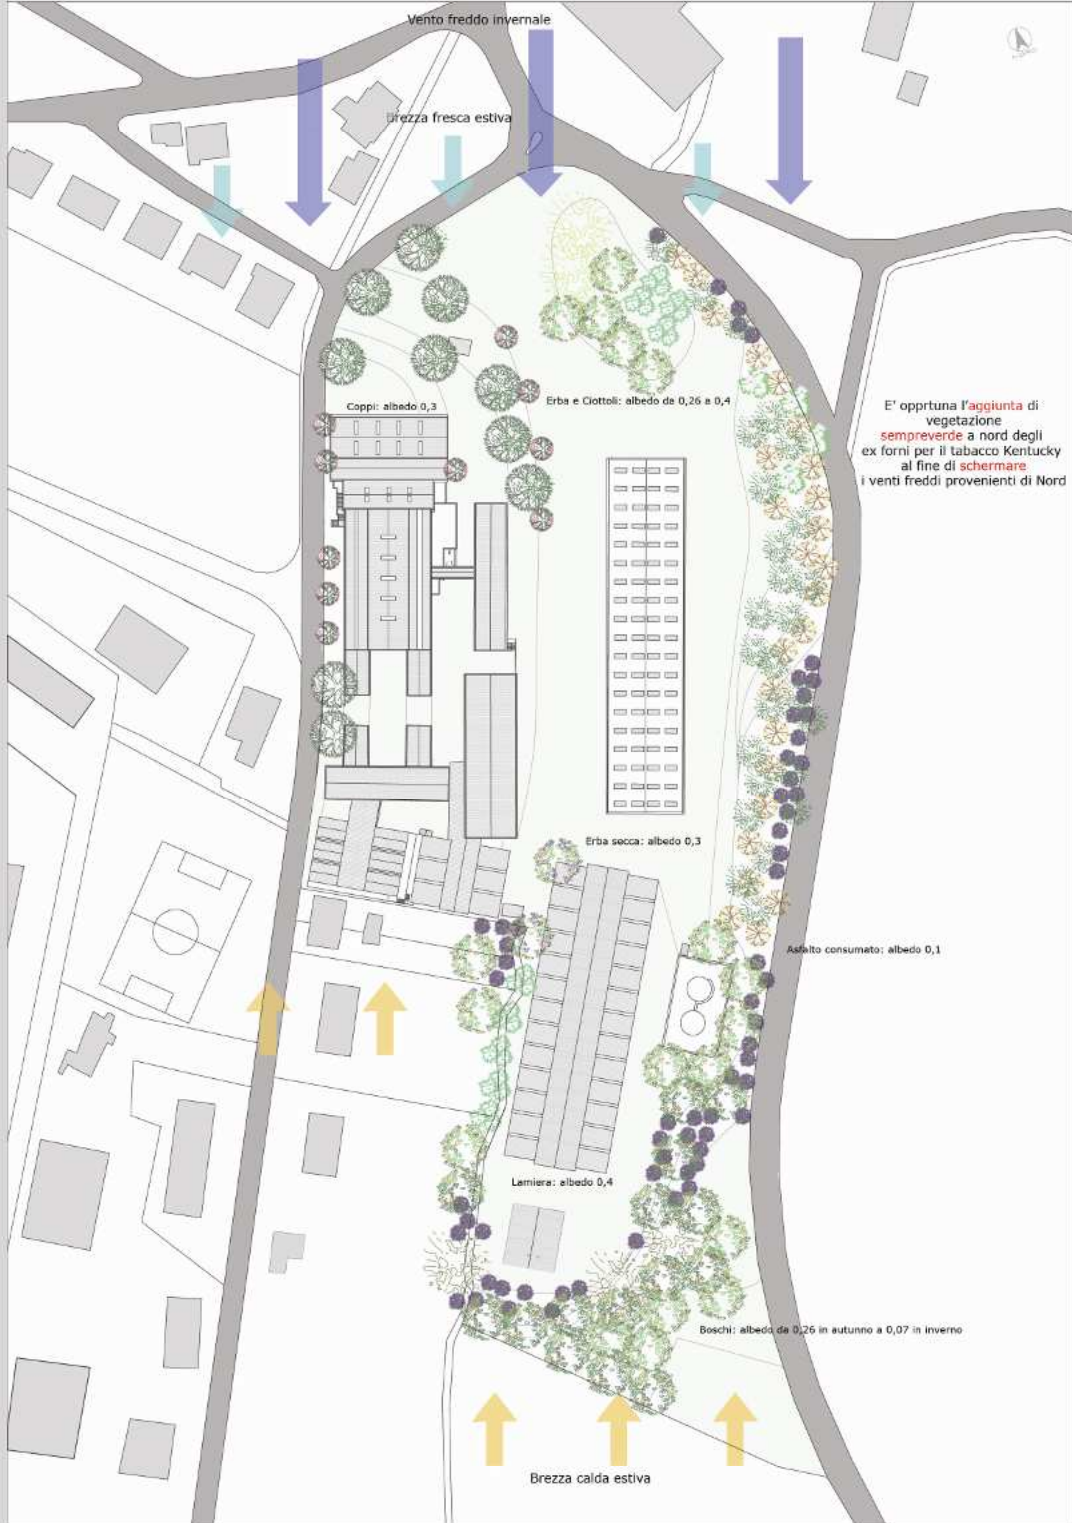 Vento freddo invernale
Brezza fresca estiva
Coppi: albedo 0,3
Erba e Ciottoli: albedo da 0,26 a 0,4
E' opprtuna l'aggiunta di
vegetazione
sempreverde a nord degli
ex forni per il tabacco Kentucky
al fine di schermare
i venti freddi provenienti di Nord
Erba secca: albedo 0,3
Asfalto consumato: albedo 0,1
Lamiera: albedo 0,4
Boschi: albedo da 0,26 in autunno a 0,07 in inverno
Brezza calda estiva